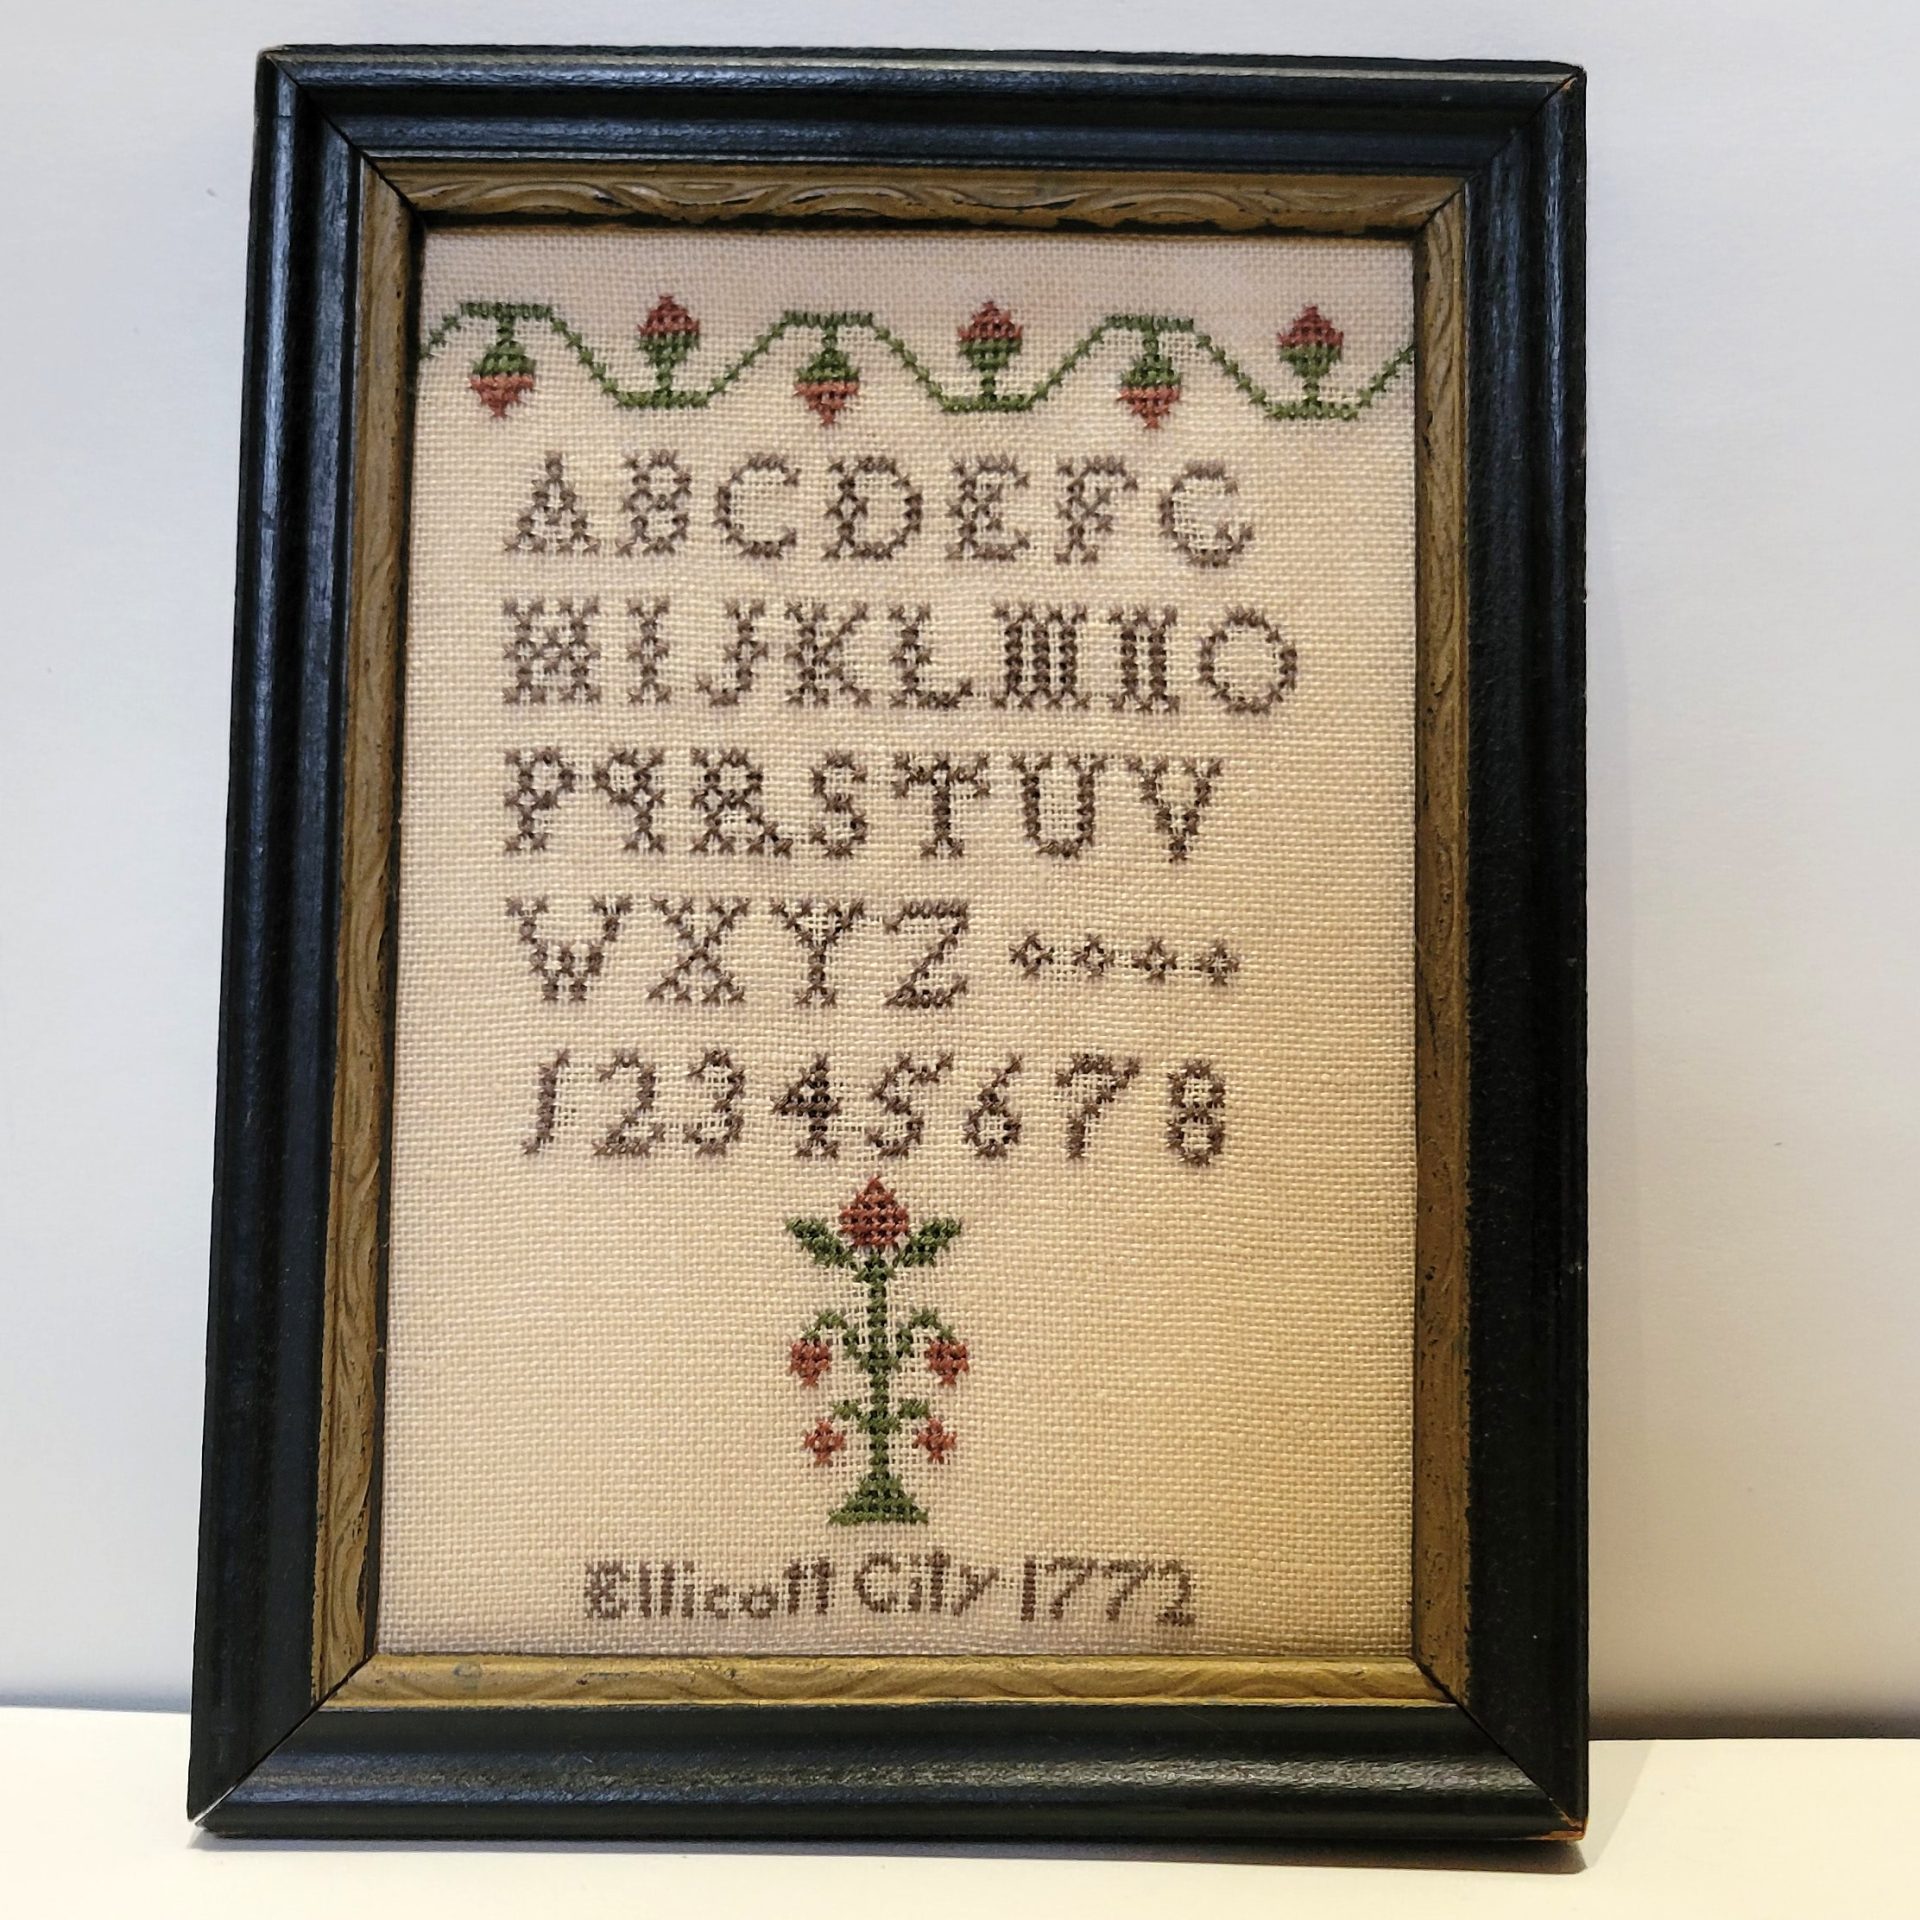 ABCDEFG
HIJKLMNO
PQRSTUV
WXYZ
12345678
Ellicott City 1772